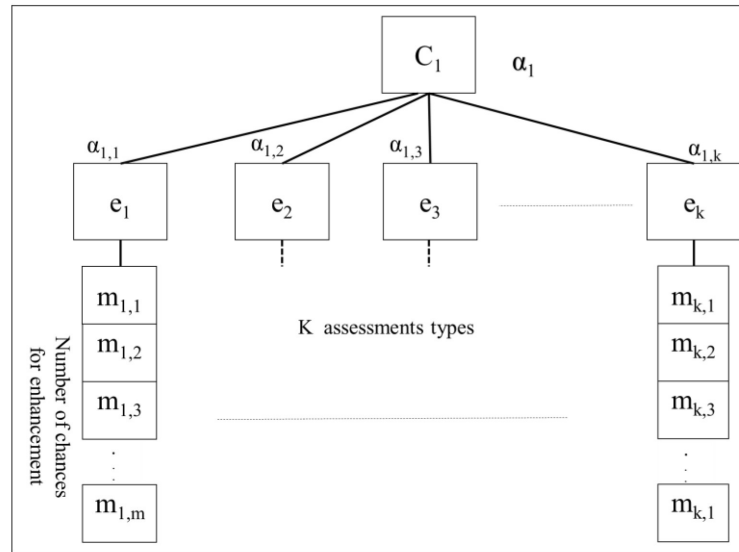 C₁ α₁
α₁,₁ α₁,₂ α₁,₃ α₁,ₖ
e₁ e₂ e₃ eₖ
m₁,₁ mₖ,₁
K assessments types
m₁,₂ mₖ,₂
m₁,₃ mₖ,₃
Number of chances
for enhancement
m₁,ₘ mₖ,₁